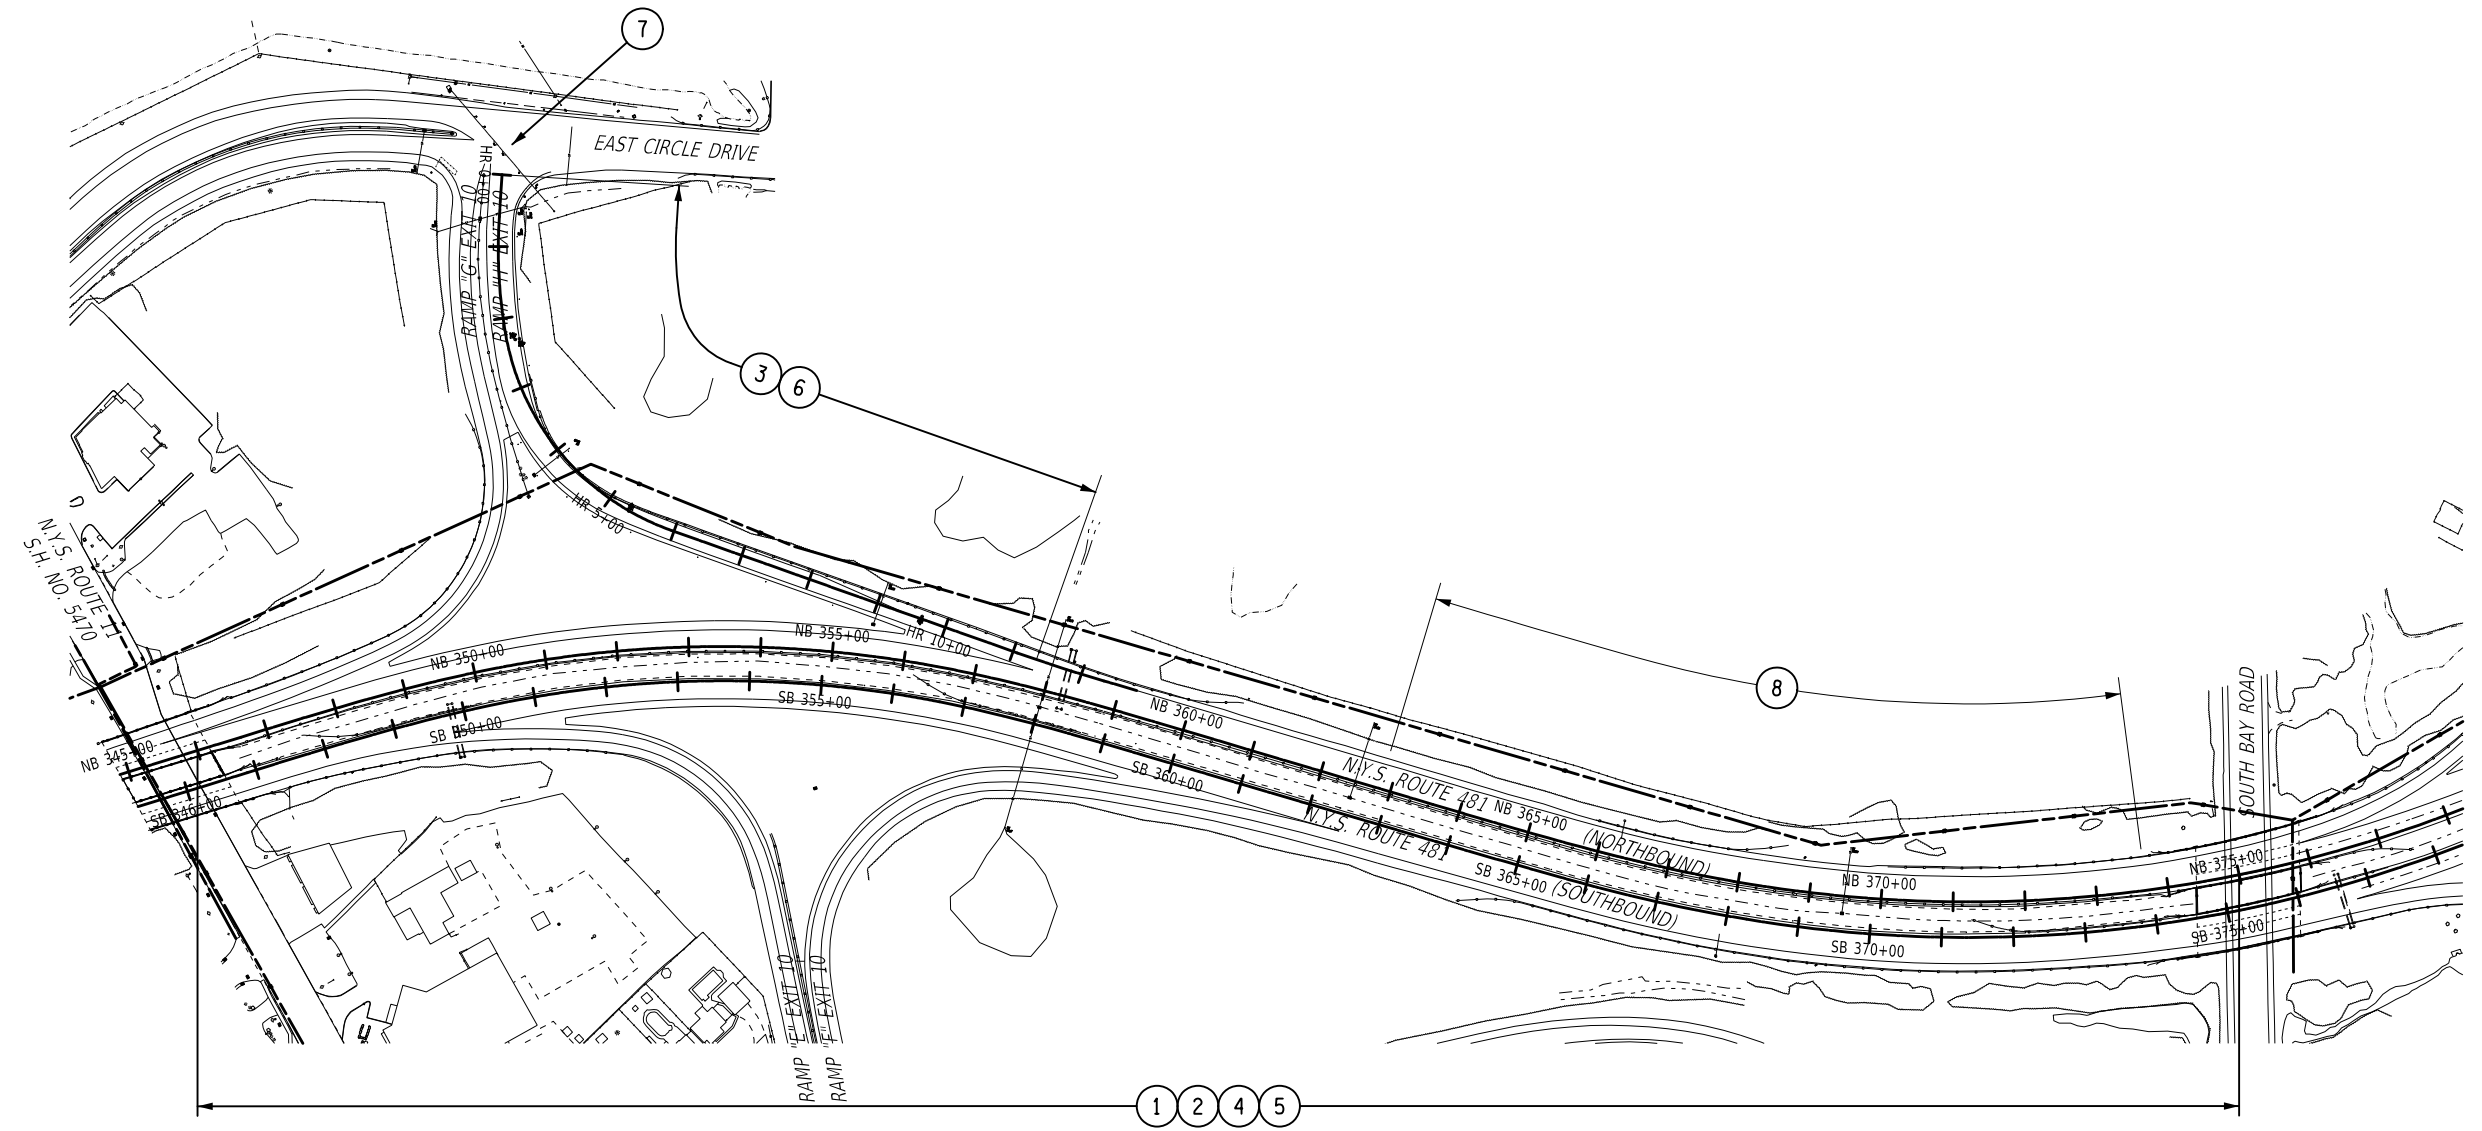 7
EAST CIRCLE DRIVE
HR 0+00
RAMP "G" EXIT 10
RAMP "H" EXIT 10
3 6
HR 5+00
N.Y.S. ROUTE 11
S.H. NO. 5470
NB 355+00
HR 10+00
NB 350+00
8
SB 355+00
NB 360+00
SOUTH BAY ROAD
SB 350+00
NB 345+00
SB 360+00
N.Y.S. ROUTE 481
NB 365+00
(NORTHBOUND)
SB 346+00
N.Y.S. ROUTE 481
SB 365+00
(SOUTHBOUND)
NB 370+00
NB 375+00
SB 370+00
SB 375+00
RAMP "E" EXIT 10
RAMP "F" EXIT 10
1 2 4 5